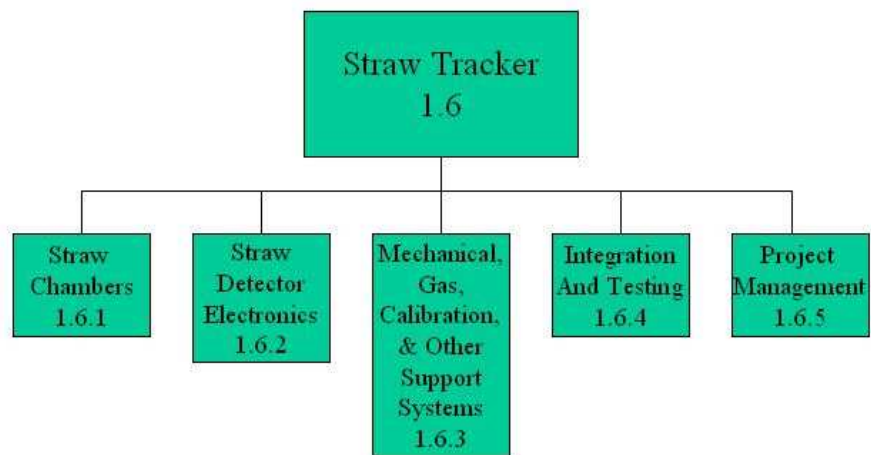 Straw Tracker
1.6
Straw
Chambers
1.6.1
Straw
Detector
Electronics
1.6.2
Mechanical,
Gas,
Calibration,
& Other
Support
Systems
1.6.3
Integration
And Testing
1.6.4
Project
Management
1.6.5